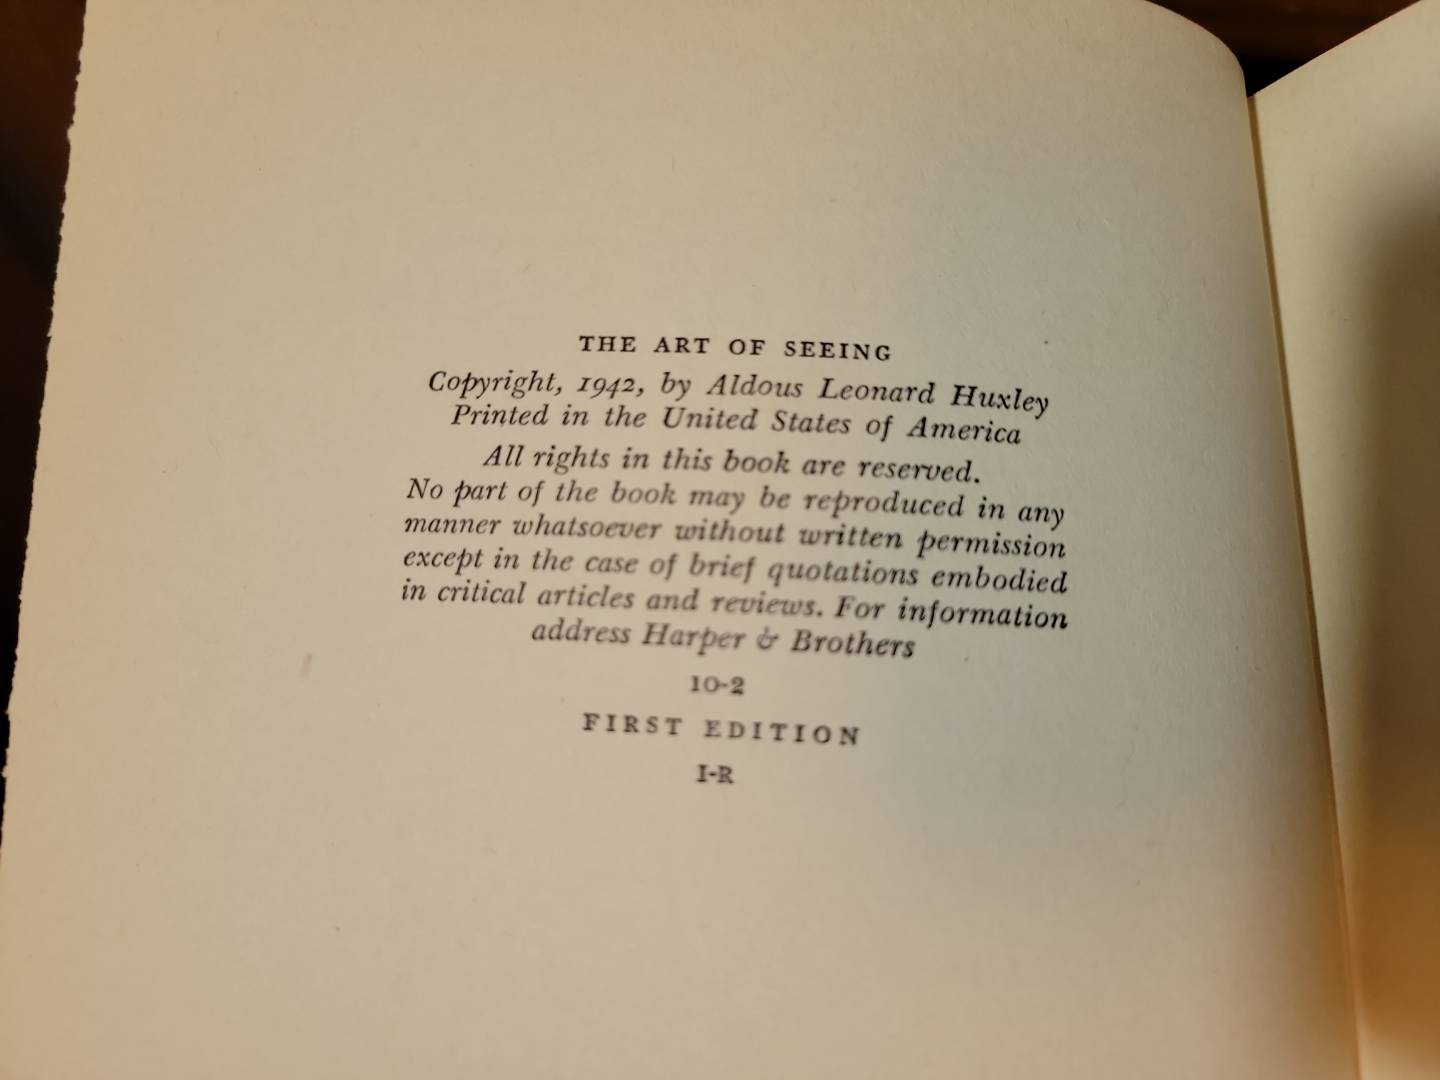 THE ART OF SEEING
Copyright, 1942, by Aldous Leonard Huxley
Printed in the United States of America
All rights in this book are reserved.
No part of the book may be reproduced in any
manner whatsoever without written permission
except in the case of brief quotations embodied
in critical articles and reviews. For information
address Harper & Brothers
10-2
FIRST EDITION
I-R